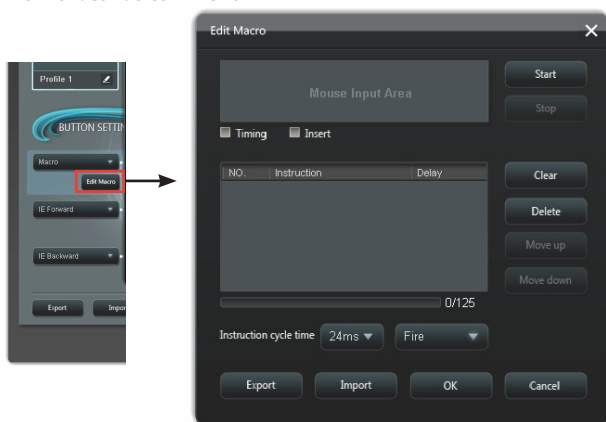 Edit Macro
Profile 1
Mouse Input Area
Start
Stop
Timing Insert
BUTTON
Macro
Edit Macro
IE Forward
IE Backward
Export
NO. Instruction Delay
Clear
Delete
Move up
Move down
0/125
Instruction cycle time 24ms Fire
Export Import OK Cancel